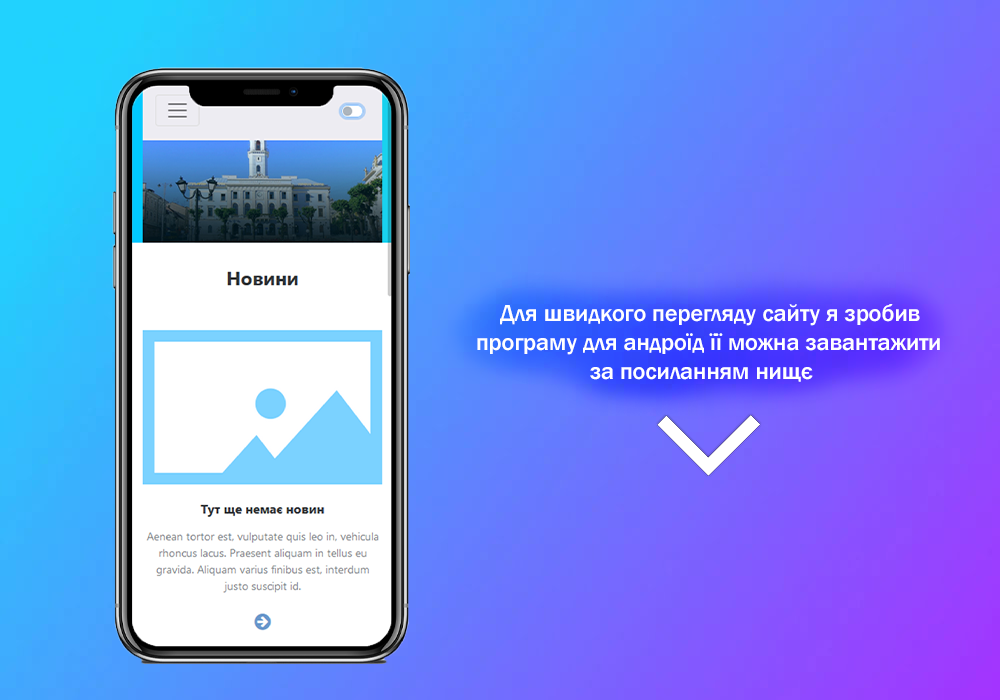 Новини
Тут ще немає новин
Aenean tortor est, vulputate quis leo in, vehicula
rhoncus lacus. Praesent aliquam in tellus eu
gravida. Aliquam varius finibus est, interdum
justo suscipit id.
Для швидкого перегляду сайту я зробив
програму для андроїд її можна завантажити
за посиланням нищє